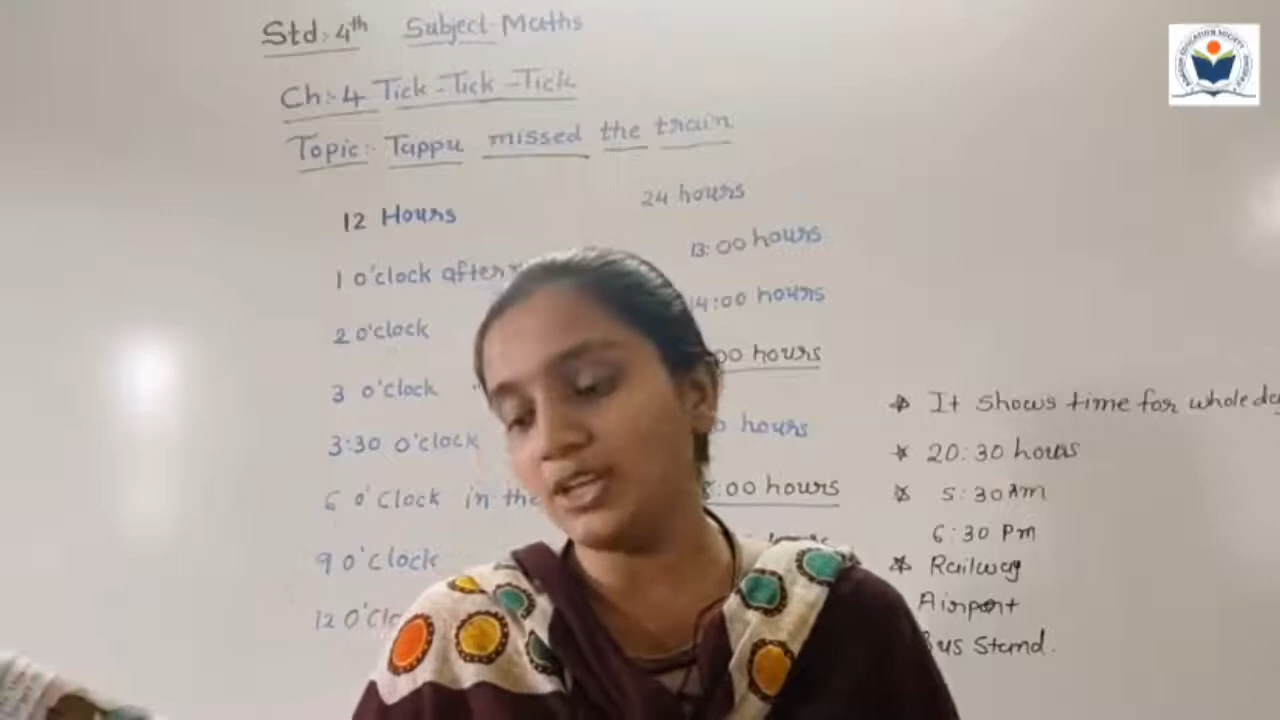 Std:- 4th Subject - Maths
Ch:- 4 Tick - Tick - Tick
Topic:- Tappu missed the train
12 Hours 24 hours
1 o'clock 13:00 hours
2 o'clock 14:00 hours
3 o'clock 00 hours
3:30 o'clock hours
6 o'clock in the :00 hours
9 o'clock
12 o'
It shows time for whole
20:30 hours
5:30 Am
6:30 Pm
Railway
Airport
Bus Stand.